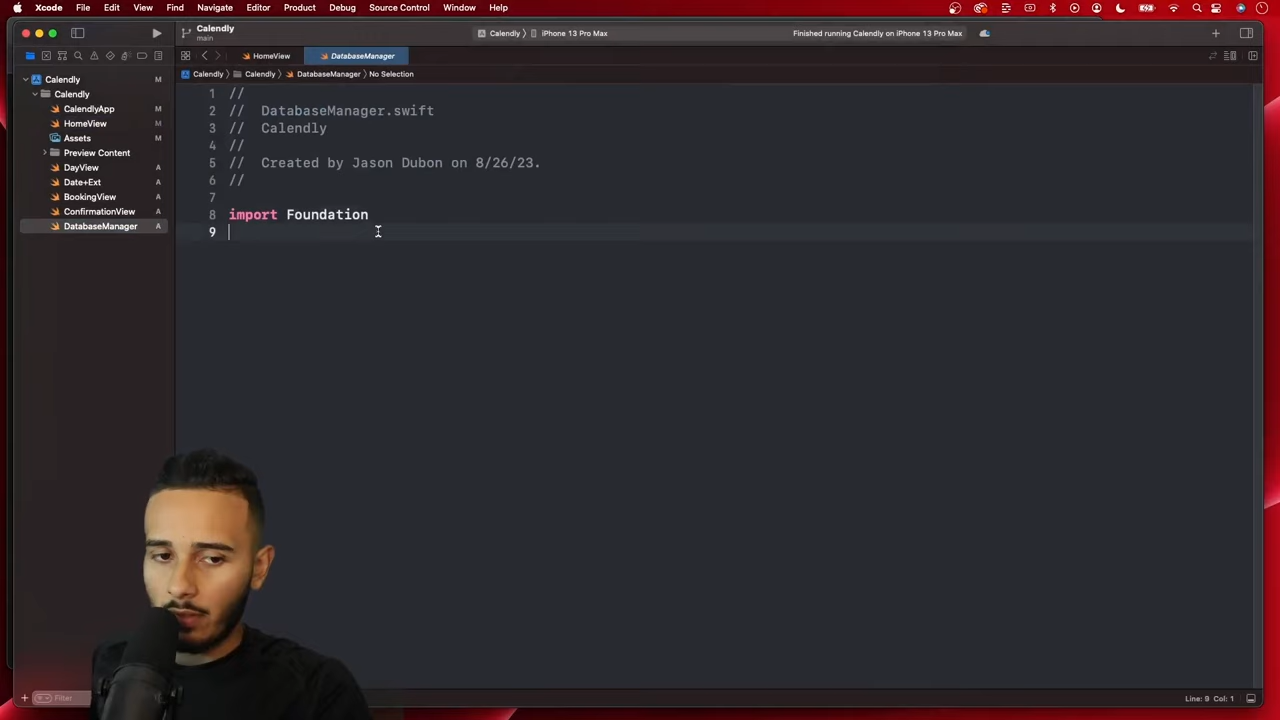 Xcode File Edit View Find Navigate Editor Product Debug Source Control Window Help
Calendly
main
Calendly 〉 iPhone 13 Pro Max
Finished running Calendly on iPhone 13 Pro Max
HomeView
DatabaseManager
Calendly 〉 Calendly 〉 DatabaseManager 〉 No Selection
Calendly M
Calendly
CalendlyApp M
HomeView M
Assets M
Preview Content
DayView A
Date+Ext A
BookingView A
ConfirmationView A
DatabaseManager A
1 //
2 // DatabaseManager.swift
3 // Calendly
4 //
5 // Created by Jason Dubon on 8/26/23.
6 //
7
8 import Foundation
9
Filter
Line: 9 Col: 1